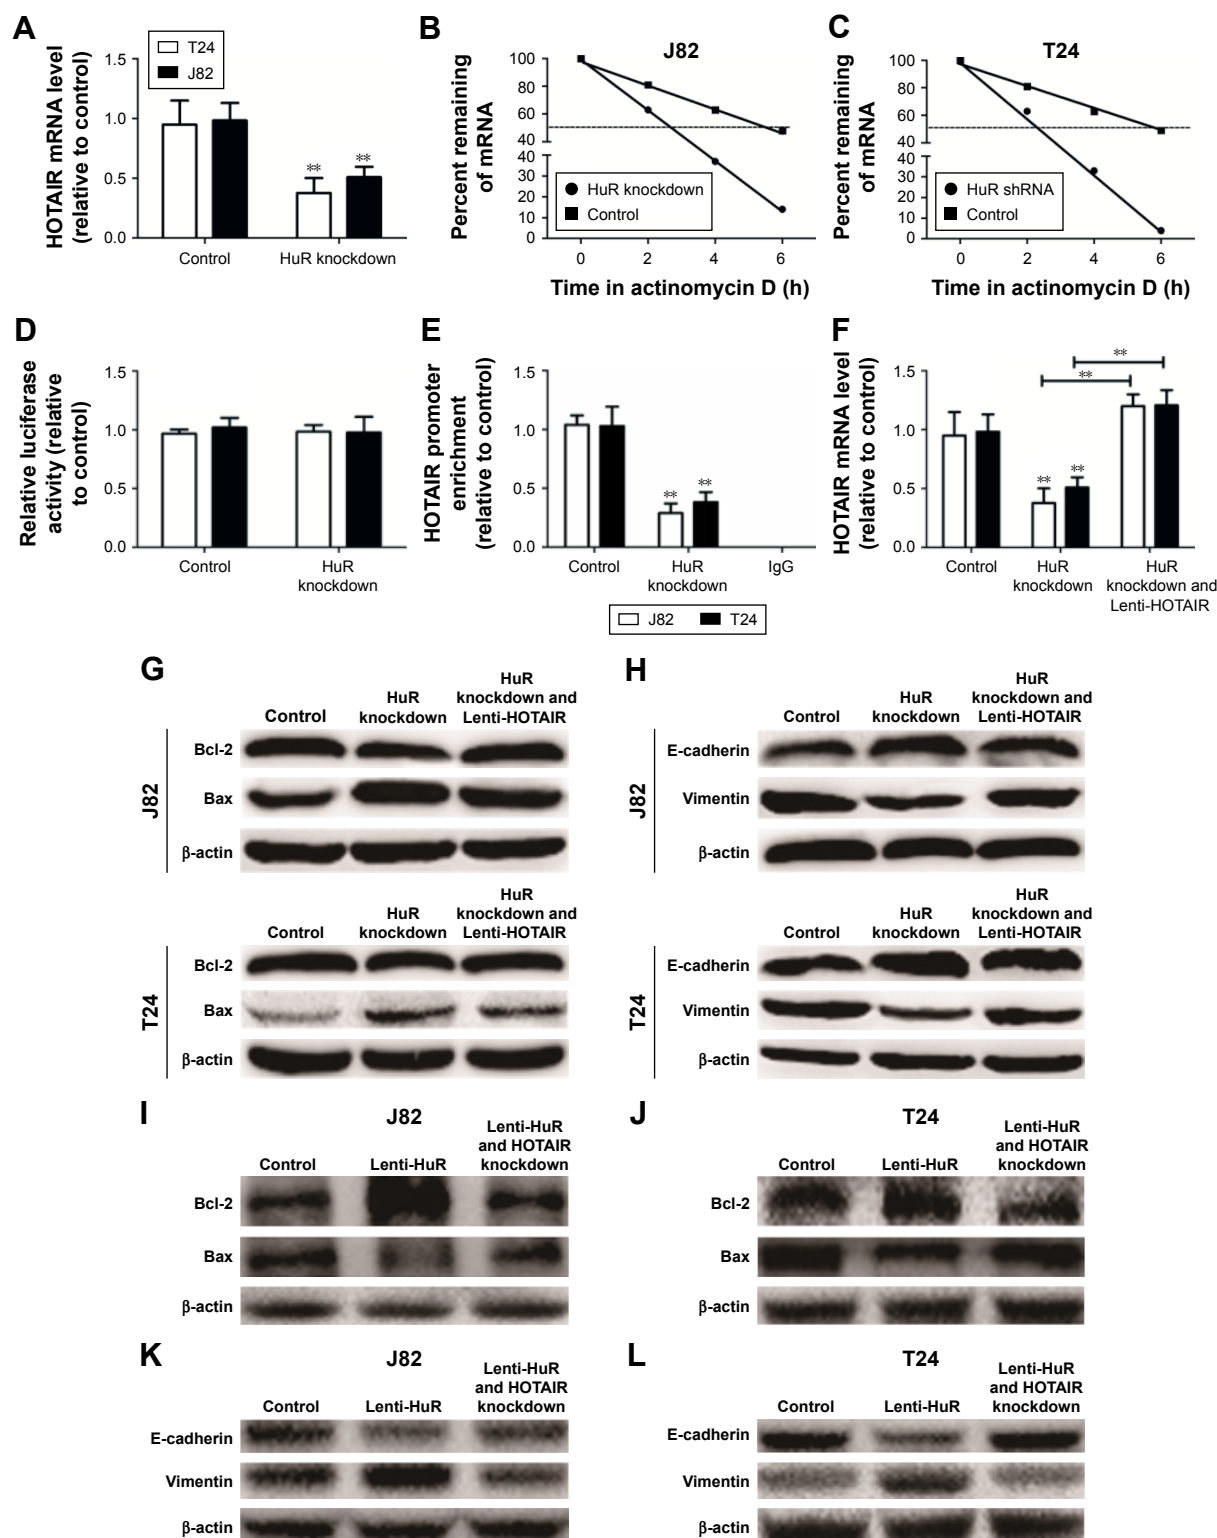 A
HOTAIR mRNA level
(relative to control)
T24
J82
1.5
1.0
0.5
0.0
Control
HuR knockdown
**
**
B
J82
Percent remaining
of mRNA
100
80
60
40
40
30
20
10
0
HuR knockdown
Control
0
2
4
6
Time in actinomycin D (h)
C
T24
Percent remaining
of mRNA
100
80
60
40
40
30
20
10
0
HuR shRNA
Control
0
2
4
6
Time in actinomycin D (h)
D
Relative luciferase
activity (relative
to control)
1.5
1.0
0.5
0.0
Control
HuR
knockdown
E
HOTAIR promoter
enrichment
(relative to control)
1.5
1.0
0.5
0.0
**
**
Control
HuR
knockdown
IgG
J82
T24
F
HOTAIR mRNA level
(relative to control)
1.5
1.0
0.5
0.0
**
**
**
**
Control
HuR
knockdown
HuR
knockdown and
Lenti-HOTAIR
G
J82
Control
HuR
knockdown
HuR
knockdown and
Lenti-HOTAIR
Bcl-2
Bax
β-actin
T24
Control
HuR
knockdown
HuR
knockdown and
Lenti-HOTAIR
Bcl-2
Bax
β-actin
H
J82
Control
HuR
knockdown
HuR
knockdown and
Lenti-HOTAIR
E-cadherin
Vimentin
β-actin
T24
Control
HuR
knockdown
HuR
knockdown and
Lenti-HOTAIR
E-cadherin
Vimentin
β-actin
I
J82
Control
Lenti-HuR
Lenti-HuR
and HOTAIR
knockdown
Bcl-2
Bax
β-actin
J
T24
Control
Lenti-HuR
Lenti-HuR
and HOTAIR
knockdown
Bcl-2
Bax
β-actin
K
J82
Control
Lenti-HuR
Lenti-HuR
and HOTAIR
knockdown
E-cadherin
Vimentin
β-actin
L
T24
Control
Lenti-HuR
Lenti-HuR
and HOTAIR
knockdown
E-cadherin
Vimentin
β-actin